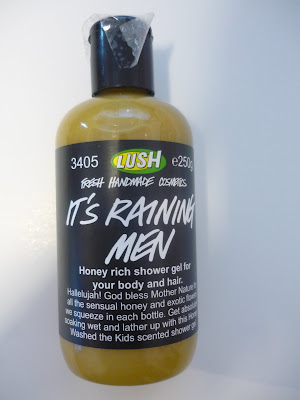 3405 LUSH e250g
FRESH HANDMADE COSMETICS
IT'S RAINING
MEN
Honey rich shower gel for
your body and hair.
Hallelujah! God bless Mother Nature
all the sensual honey and exotic
we squeeze in each bottle. Get
soaking wet and lather up with this
Washed the Kids scented shower